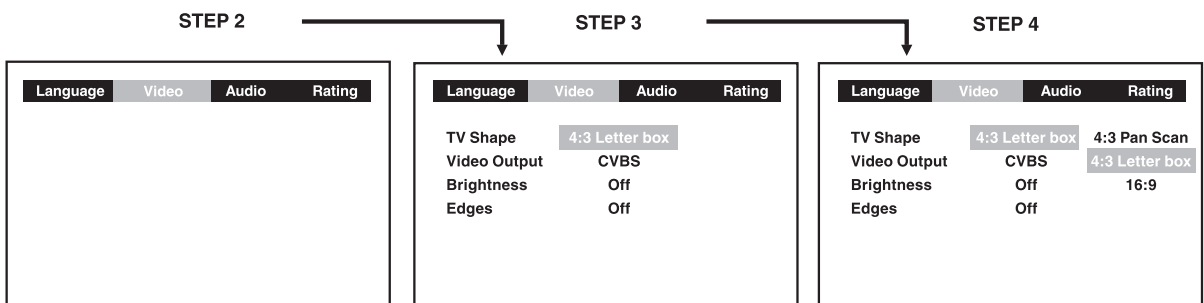 STEP 2
STEP 3
STEP 4
Language Video Audio Rating
Language Video Audio Rating
TV Shape 4:3 Letter box
Video Output CVBS
Brightness Off
Edges Off
Language Video Audio Rating
TV Shape 4:3 Letter box 4:3 Pan Scan
Video Output CVBS 4:3 Letter box
Brightness Off 16:9
Edges Off